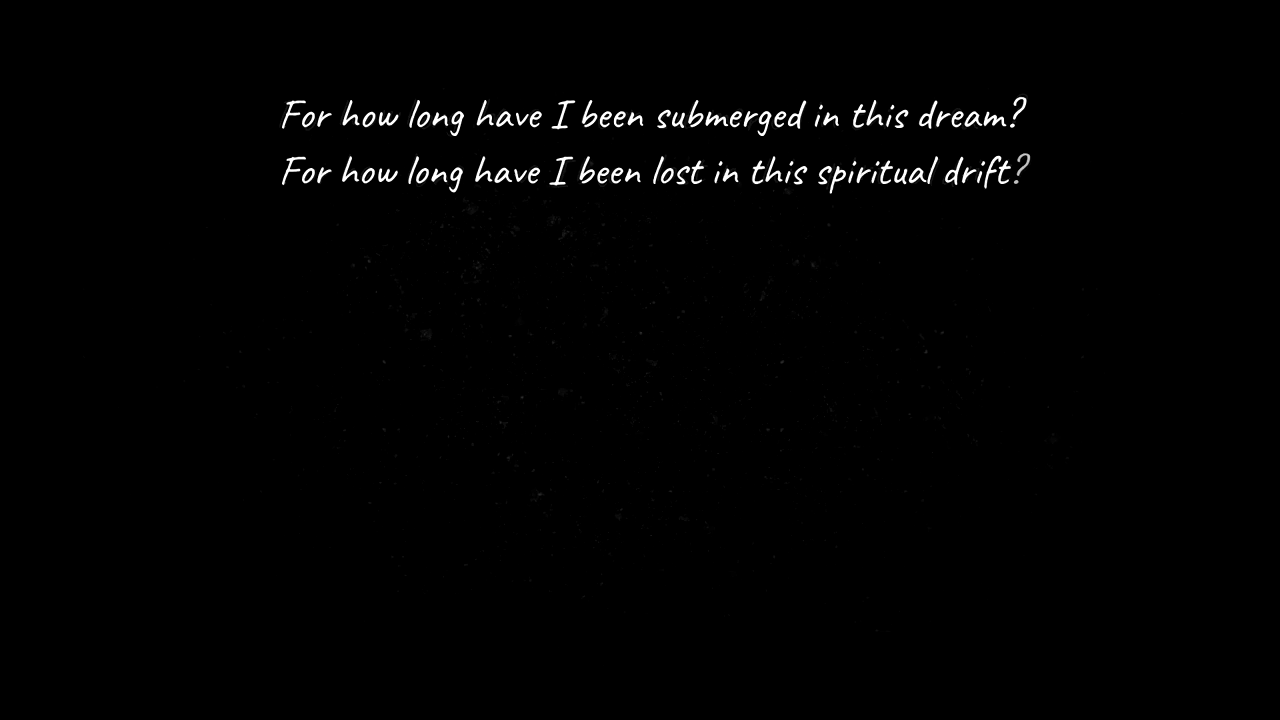 For how long have I been submerged in this dream?
For how long have I been lost in this spiritual drift?